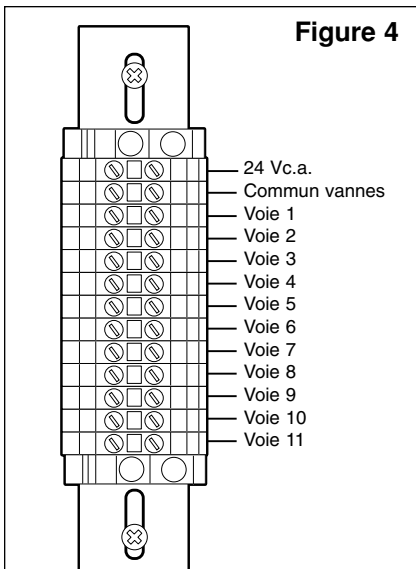 Figure 4
24 Vc.a.
Commun vannes
Voie 1
Voie 2
Voie 3
Voie 4
Voie 5
Voie 6
Voie 7
Voie 8
Voie 9
Voie 10
Voie 11